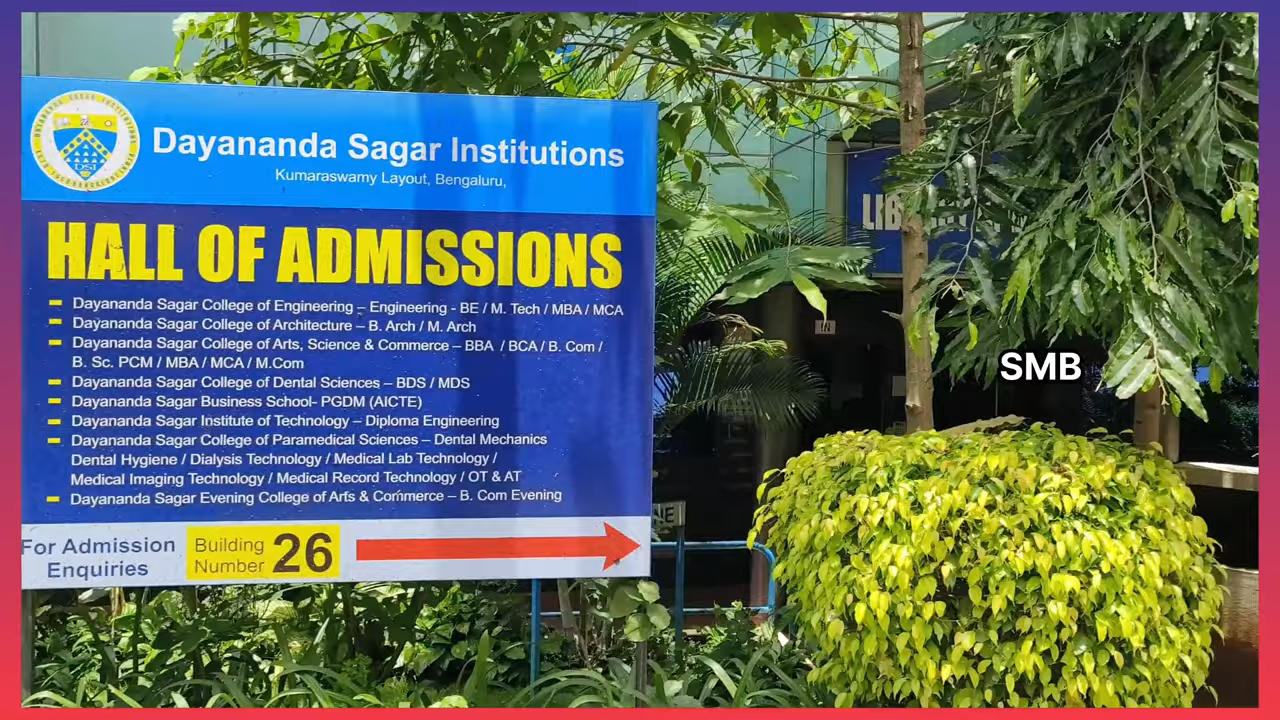 Dayananda Sagar Institutions
Kumaraswamy Layout, Bengaluru,
DSI
HALL OF ADMISSIONS
Dayananda Sagar College of Engineering – Engineering - BE / M. Tech / MBA / MCA
Dayananda Sagar College of Architecture – B. Arch / M. Arch
Dayananda Sagar College of Arts, Science & Commerce – BBA / BCA / B. Com /
B. Sc. PCM / MBA / MCA / M.Com
Dayananda Sagar College of Dental Sciences – BDS / MDS
Dayananda Sagar Business School- PGDM (AICTE)
Dayananda Sagar Institute of Technology – Diploma Engineering
Dayananda Sagar College of Paramedical Sciences – Dental Mechanics
Dental Hygiene / Dialysis Technology / Medical Lab Technology /
Medical Imaging Technology / Medical Record Technology / OT & AT
Dayananda Sagar Evening College of Arts & Commerce – B. Com Evening
For Admission
Enquiries
Building
Number 26
SMB